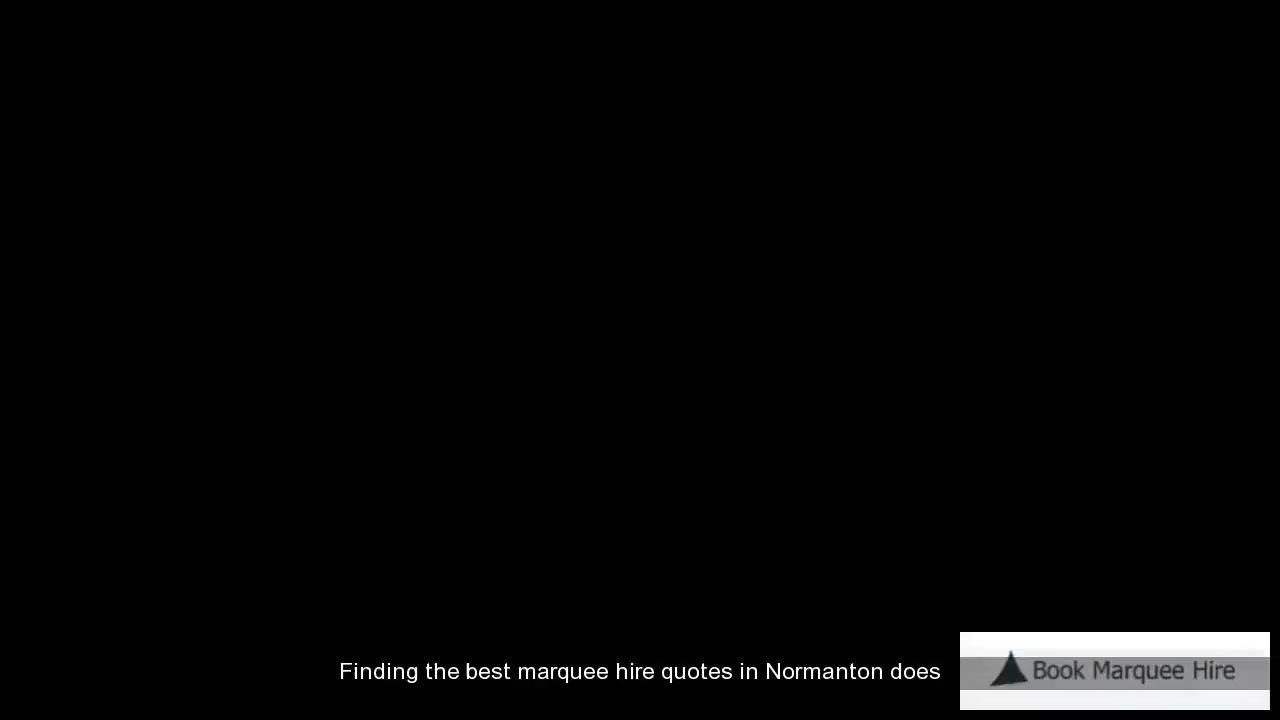 Finding the best marquee hire quotes in Normanton does
Book Marquee Hire